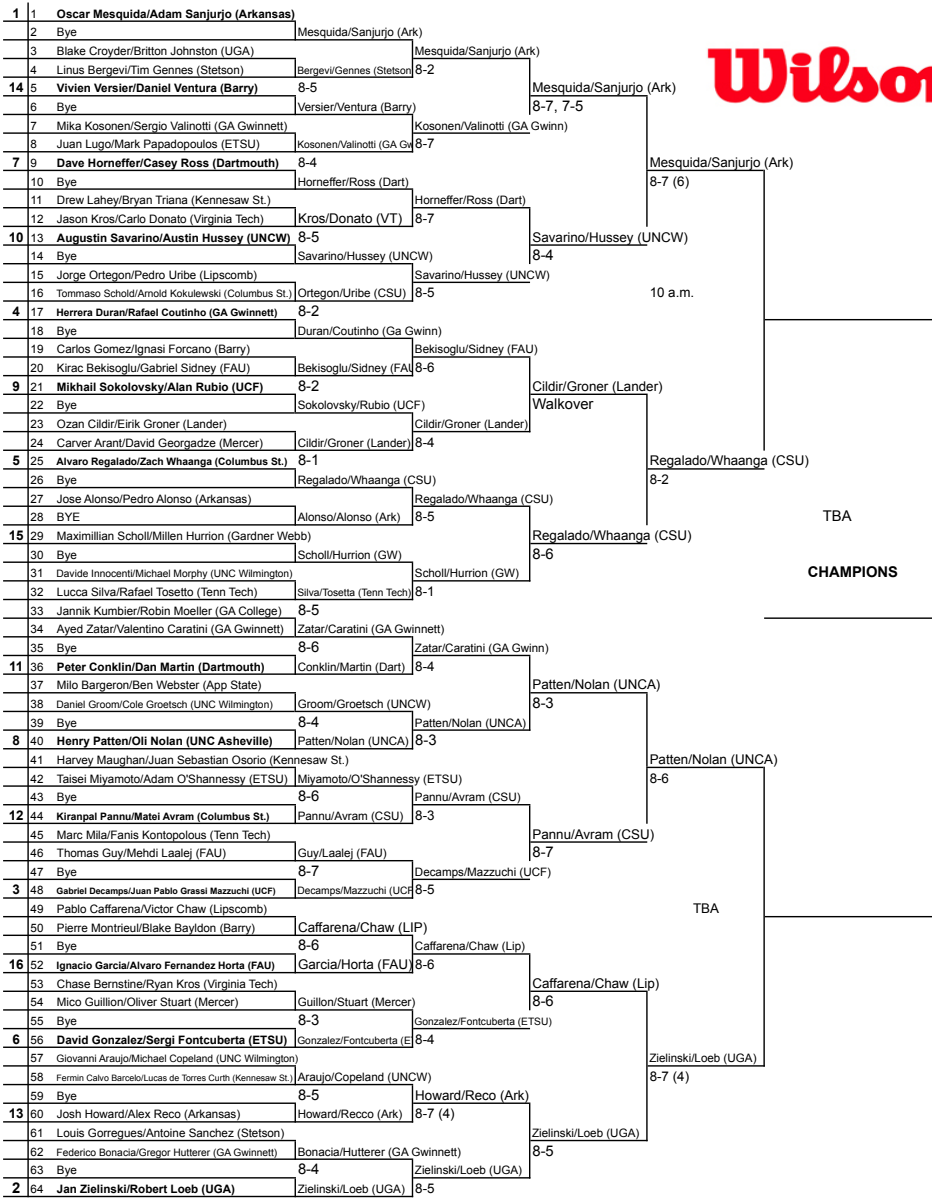 Wilson
1 1 Oscar Mesquida/Adam Sanjurjo (Arkansas)
2 Bye Mesquida/Sanjurjo (Ark)
3 Blake Croyder/Britton Johnston (UGA) Mesquida/Sanjurjo (Ark)
4 Linus Bergevi/Tim Gennes (Stetson) Bergevi/Gennes (Stetson 8-2
14 5 Vivien Versier/Daniel Ventura (Barry) 8-5 Mesquida/Sanjurjo (Ark)
6 Bye Versier/Ventura (Barry) 8-7, 7-5
7 Mika Kosonen/Sergio Valinotti (GA Gwinnett) Kosonen/Valinotti (GA Gwinn)
8 Juan Lugo/Mark Papadopoulos (ETSU) Kosonen/Valinotti (GA Gw 8-7
7 9 Dave Horneffer/Casey Ross (Dartmouth) 8-4 Mesquida/Sanjurjo (Ark)
10 Bye Horneffer/Ross (Dart) 8-7 (6)
11 Drew Lahey/Bryan Triana (Kennesaw St.) Horneffer/Ross (Dart)
12 Jason Kros/Carlo Donato (Virginia Tech) Kros/Donato (VT) 8-7
10 13 Augustin Savarino/Austin Hussey (UNCW) 8-5 Savarino/Hussey (UNCW)
14 Bye Savarino/Hussey (UNCW) 8-4
15 Jorge Ortegon/Pedro Uribe (Lipscomb) Savarino/Hussey (UNCW)
16 Tommaso Schold/Arnold Kokulewski (Columbus St.) Ortegon/Uribe (CSU) 8-5 10 a.m.
4 17 Herrera Duran/Rafael Coutinho (GA Gwinnett) 8-2
18 Bye Duran/Coutinho (Ga Gwinn)
19 Carlos Gomez/Ignasi Forcano (Barry) Bekisoglu/Sidney (FAU)
20 Kirac Bekisoglu/Gabriel Sidney (FAU) Bekisoglu/Sidney (FAU 8-6
9 21 Mikhail Sokolovsky/Alan Rubio (UCF) 8-2 Cildir/Groner (Lander)
22 Bye Sokolovsky/Rubio (UCF) Walkover
23 Ozan Cildir/Eirik Groner (Lander) Cildir/Groner (Lander)
24 Carver Arant/David Georgadze (Mercer) Cildir/Groner (Lander) 8-4
5 25 Alvaro Regalado/Zach Whaanga (Columbus St.) 8-1 Regalado/Whaanga (CSU)
26 Bye Regalado/Whaanga (CSU) 8-2
27 Jose Alonso/Pedro Alonso (Arkansas) Regalado/Whaanga (CSU)
28 BYE Alonso/Alonso (Ark) 8-5 TBA
15 29 Maximillian Scholl/Millen Hurrion (Gardner Webb) Regalado/Whaanga (CSU)
30 Bye Scholl/Hurrion (GW) 8-6
31 Davide Innocenti/Michael Morphy (UNC Wilmington) Scholl/Hurrion (GW) CHAMPIONS
32 Lucca Silva/Rafael Tosetto (Tenn Tech) Silva/Tosetta (Tenn Tech) 8-1
33 Jannik Kumbier/Robin Moeller (GA College) 8-5
34 Ayed Zatar/Valentino Caratini (GA Gwinnett) Zatar/Caratini (GA Gwinnett)
35 Bye 8-6 Zatar/Caratini (GA Gwinn)
11 36 Peter Conklin/Dan Martin (Dartmouth) Conklin/Martin (Dart) 8-4
37 Milo Bargeron/Ben Webster (App State) Patten/Nolan (UNCA)
38 Daniel Groom/Cole Groetsch (UNC Wilmington) Groom/Groetsch (UNCW) 8-3
39 Bye 8-4 Patten/Nolan (UNCA)
8 40 Henry Patten/Oli Nolan (UNC Asheville) Patten/Nolan (UNCA) 8-3
41 Harvey Maughan/Juan Sebastian Osorio (Kennesaw St.) Patten/Nolan (UNCA)
42 Taisei Miyamoto/Adam O'Shannessy (ETSU) Miyamoto/O'Shannessy (ETSU) 8-6
43 Bye 8-6 Pannu/Avram (CSU)
12 44 Kiranpal Pannu/Matei Avram (Columbus St.) Pannu/Avram (CSU) 8-3
45 Marc Mila/Fanis Kontopolous (Tenn Tech) Pannu/Avram (CSU)
46 Thomas Guy/Mehdi Laalej (FAU) Guy/Laalej (FAU) 8-7
47 Bye 8-7 Decamps/Mazzuchi (UCF)
3 48 Gabriel Decamps/Juan Pablo Grassi Mazzuchi (UCF) Decamps/Mazzuchi (UCF 8-5
49 Pablo Caffarena/Victor Chaw (Lipscomb) TBA
50 Pierre Montrieul/Blake Bayldon (Barry) Caffarena/Chaw (LIP)
51 Bye 8-6 Caffarena/Chaw (Lip)
16 52 Ignacio Garcia/Alvaro Fernandez Horta (FAU) Garcia/Horta (FAU) 8-6
53 Chase Bernstine/Ryan Kros (Virginia Tech) Caffarena/Chaw (Lip)
54 Mico Guillion/Oliver Stuart (Mercer) Guillon/Stuart (Mercer) 8-6
55 Bye 8-3 Gonzalez/Fontcuberta (ETSU)
6 56 David Gonzalez/Sergi Fontcuberta (ETSU) Gonzalez/Fontcuberta (E 8-4
57 Giovanni Araujo/Michael Copeland (UNC Wilmington) Zielinski/Loeb (UGA)
58 Fermin Calvo Barcelo/Lucas de Torres Curth (Kennesaw St.) Araujo/Copeland (UNCW) 8-7 (4)
59 Bye 8-5 Howard/Reco (Ark)
13 60 Josh Howard/Alex Reco (Arkansas) Howard/Recco (Ark) 8-7 (4)
61 Louis Gorregues/Antoine Sanchez (Stetson) Zielinski/Loeb (UGA)
62 Federico Bonacia/Gregor Hutterer (GA Gwinnett) Bonacia/Hutterer (GA Gwinnett) 8-5
63 Bye 8-4 Zielinski/Loeb (UGA)
2 64 Jan Zielinski/Robert Loeb (UGA) Zielinski/Loeb (UGA) 8-5